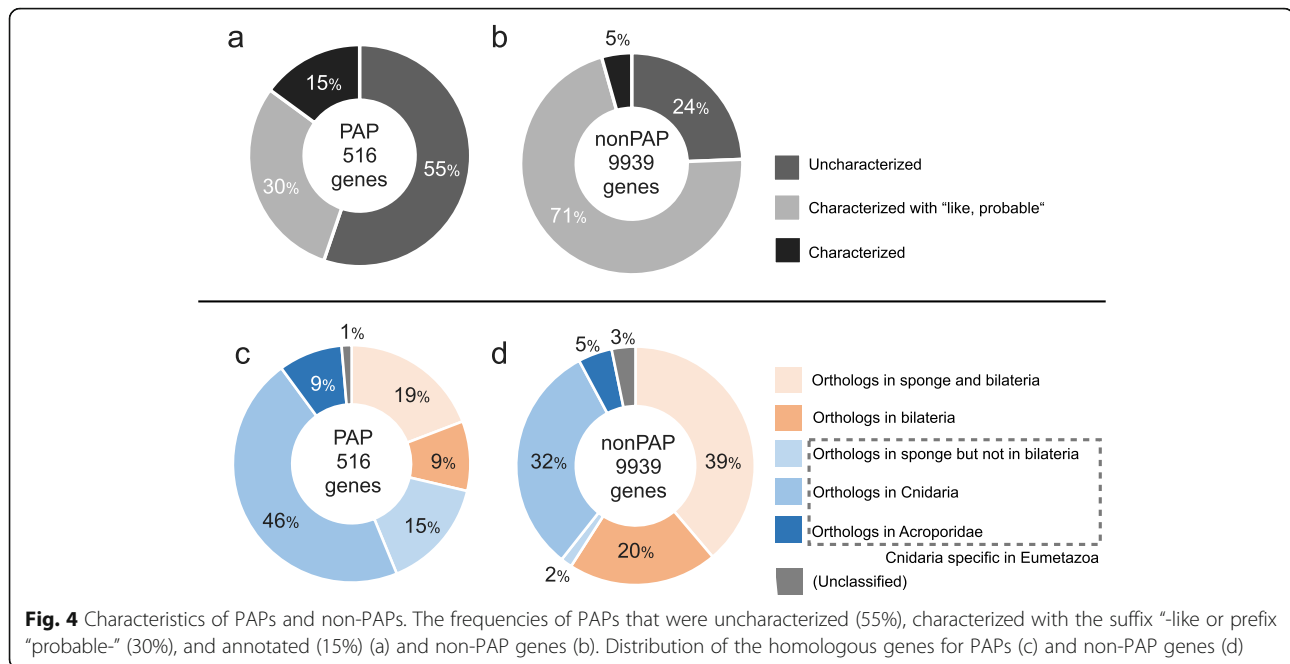 a
15%
PAP
516
genes
55%
30%
b
5%
24%
nonPAP
9939
genes
71%
Uncharacterized
Characterized with “like, probable“
Characterized
c
1%
9%
19%
PAP
516
genes
9%
15%
46%
d
5%
3%
32%
nonPAP
9939
genes
39%
2%
20%
Orthologs in sponge and bilateria
Orthologs in bilateria
Orthologs in sponge but not in bilateria
Orthologs in Cnidaria
Orthologs in Acroporidae
Cnidaria specific in Eumetazoa
(Unclassified)
Fig. 4 Characteristics of PAPs and non-PAPs. The frequencies of PAPs that were uncharacterized (55%), characterized with the suffix “-like or prefix
“probable-” (30%), and annotated (15%) (a) and non-PAP genes (b). Distribution of the homologous genes for PAPs (c) and non-PAP genes (d)